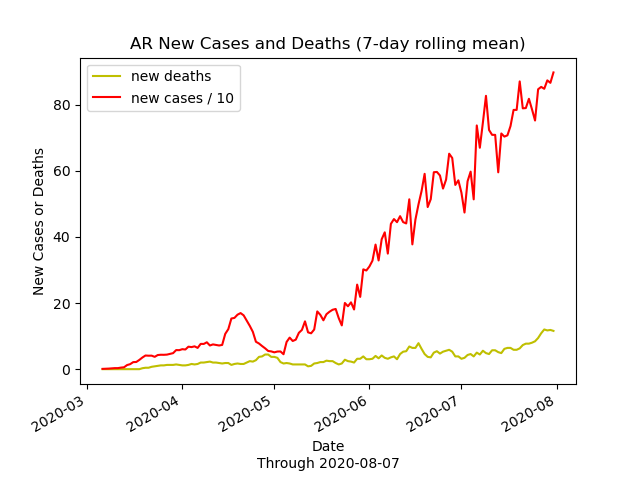 AR New Cases and Deaths (7-day rolling mean)
new deaths
new cases / 10
80
60
40
20
0
New Cases or Deaths
2020-03
2020-04
2020-05
2020-06
2020-07
2020-08
Date
Through 2020-08-07